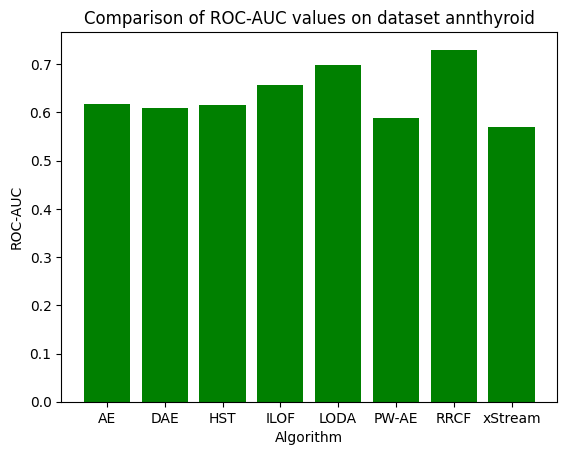 Comparison of ROC-AUC values on dataset annthyroid
ROC-AUC
0.7
0.6
0.5
0.4
0.3
0.2
0.1
0.0
AE DAE HST ILOF LODA PW-AE RRCF xStream
Algorithm